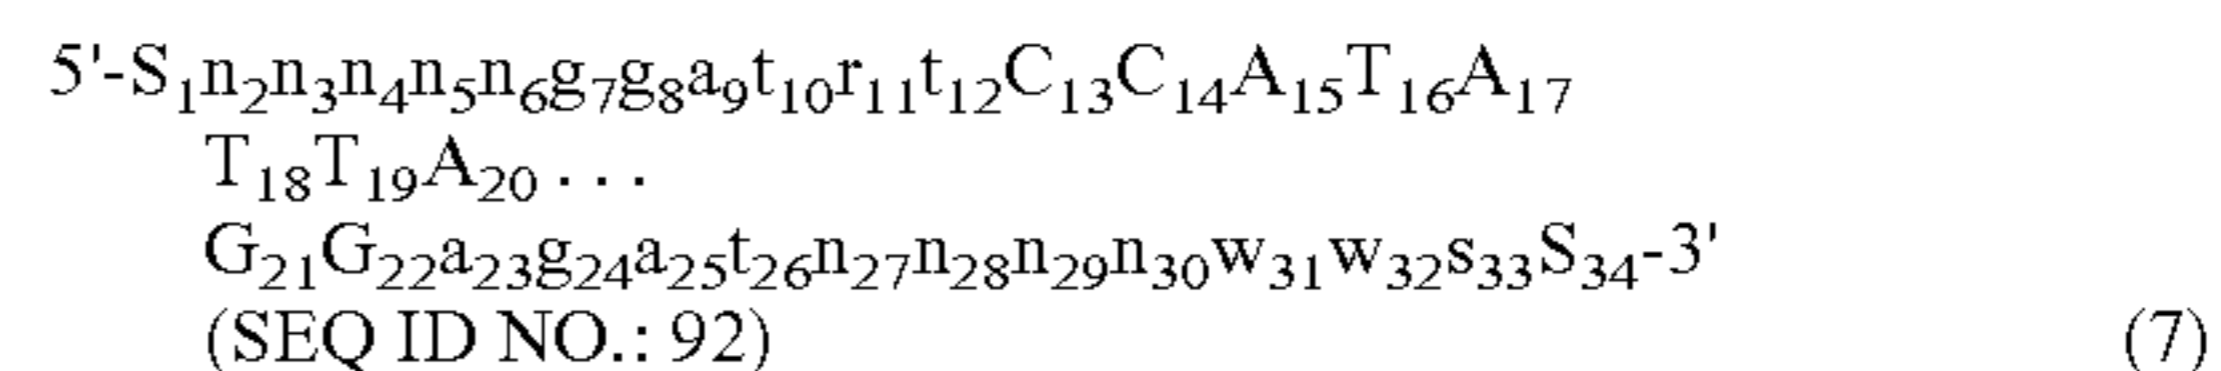 5'-S₁n₂n₃n₄n₅n₆g₇g₈a₉t₁₀r₁₁t₁₂C₁₃C₁₄A₁₅T₁₆A₁₇
T₁₈T₁₉A₂₀ . . .
G₂₁G₂₂a₂₃g₂₄a₂₅t₂₆n₂₇n₂₈n₂₉n₃₀w₃₁w₃₂s₃₃S₃₄-3'
(SEQ ID NO.: 92) (7)